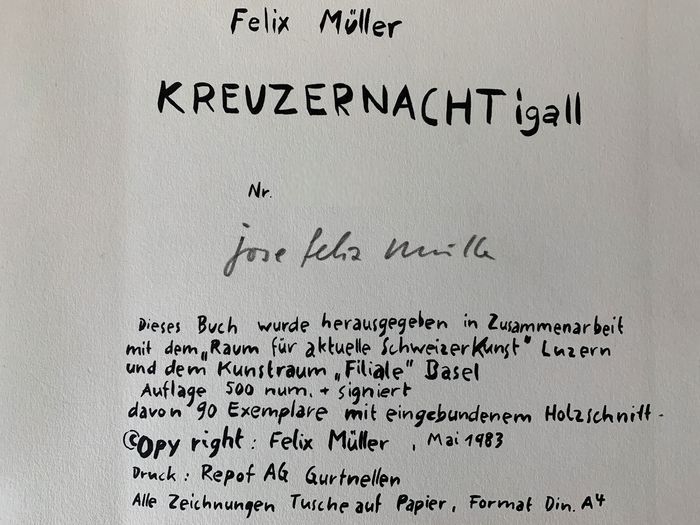 Felix Müller
KREUZERNACHTigall
Nr.
jose felix müller
Dieses Buch wurde herausgegeben in Zusammenarbeit
mit dem „Raum für aktuelle Schweizerkunst" Luzern
und dem Kunstraum „Filiale" Basel
Auflage 500 num. + signiert
davon 90 Exemplare mit eingebundenem Holzschnitt.
©opy right : Felix Müller , Mai 1983
Druck : Repof AG Gurtnellen
Alle Zeichnungen Tusche auf Papier, Format Din. A4